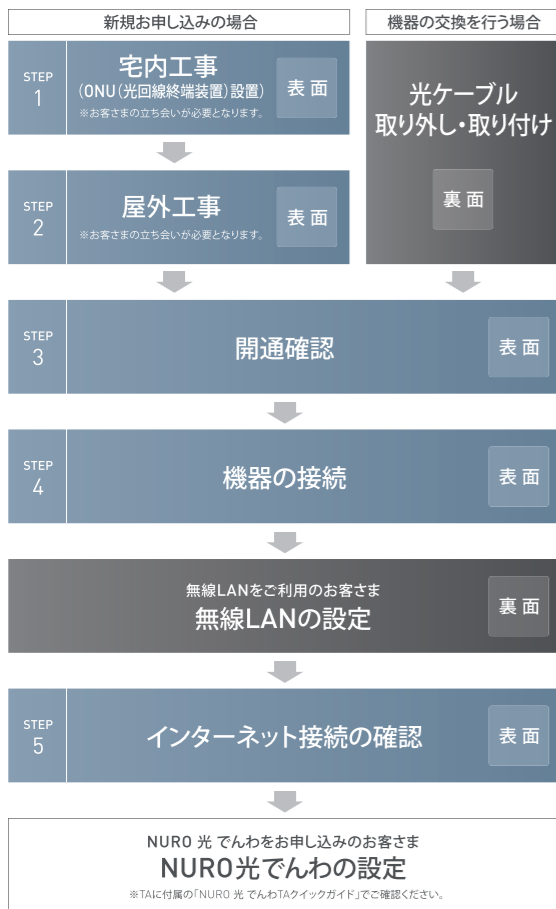 新規お申し込みの場合
STEP
1
宅内工事
(ONU(光回線終端装置)設置)
※お客さまの立ち会いが必要となります。
表面
STEP
2
屋外工事
※お客さまの立ち会いが必要となります。
表面
機器の交換を行う場合
光ケーブル
取り外し・取り付け
裏面
STEP
3
開通確認
表面
STEP
4
機器の接続
表面
無線LANをご利用のお客さま
無線LANの設定
裏面
STEP
5
インターネット接続の確認
表面
NURO 光 でんわをお申し込みのお客さま
NURO光でんわの設定
※TAに付属の「NURO 光 でんわTAクイックガイド」でご確認ください。